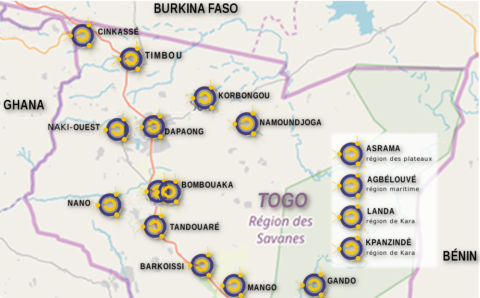 BURKINA FASO
CINKASSÉ
TIMBOU
KORBONGOU
GHANA
NAKI-OUEST
DAPAONG
NAMOUNDJOGA
ASRAMA
région des plateaux
AGBÉLOUVÉ
région maritime
BOMBOUAKA
NANO
TOGO
Région des
Savanes
LANDA
région de Kara
TANDOUARÉ
KPANZINDÉ
région de Kara
BÉNIN
BARKOISSI
MANGO
GANDO